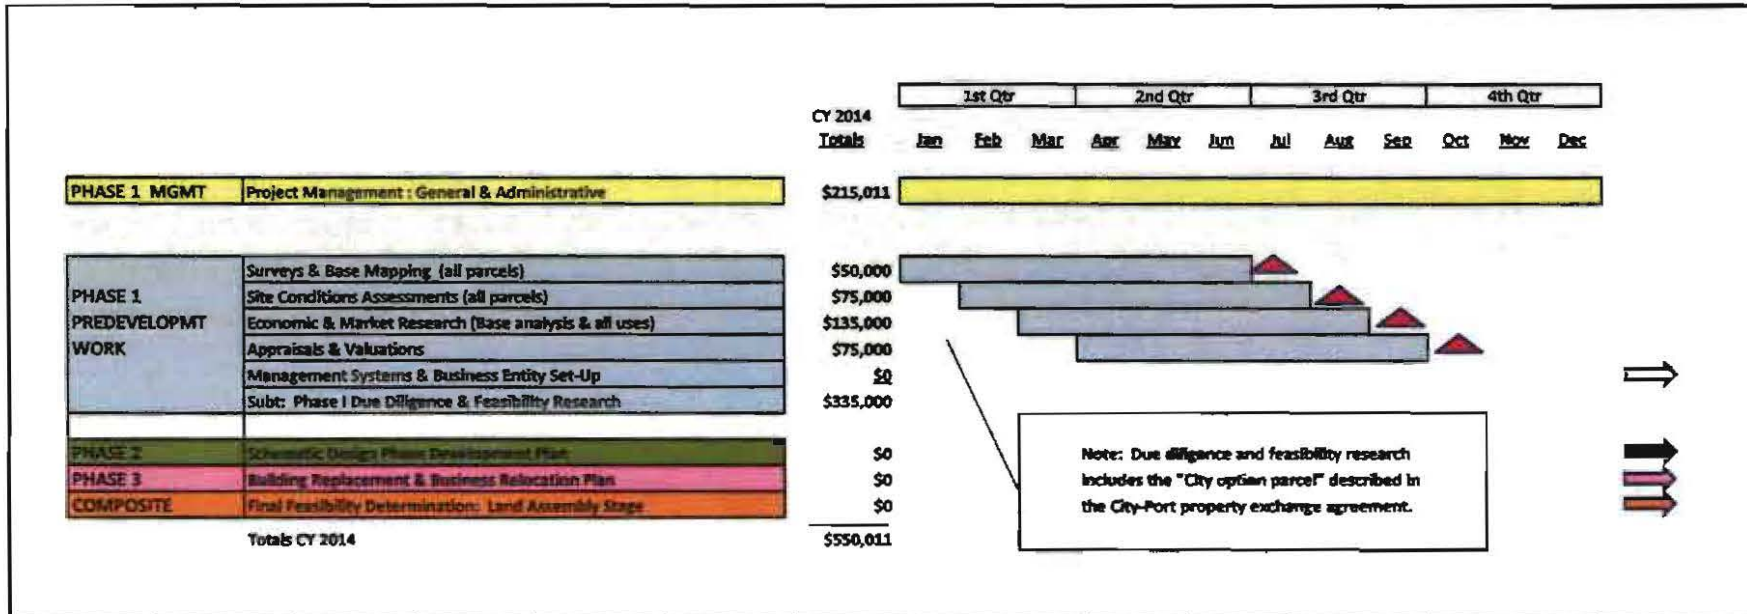 1st Qtr 2nd Qtr 3rd Qtr 4th Qtr
CY 2014
Totals Jan Feb Mar Apr May Jun Jul Aug Sep Oct Nov Dec
PHASE 1 MGMT Project Management : General & Administrative $215,011
Surveys & Base Mapping (all parcels) $50,000
PHASE 1 Site Conditions Assessments (all parcels) $75,000
PREDEVELOPMT Economic & Market Research (Base analysis & all uses) $135,000
WORK Appraisals & Valuations $75,000
Management Systems & Business Entity Set-Up $0
Subt: Phase I Due Diligence & Feasibility Research $335,000
PHASE 2 Schematic Design Phase Development Plan $0
PHASE 3 Building Replacement & Business Relocation Plan $0
COMPOSITE Final Feasibility Determination: Land Assembly Stage $0
Note: Due diligence and feasibility research
includes the "City option parcel" described in
the City-Port property exchange agreement.
Totals CY 2014 $550,011